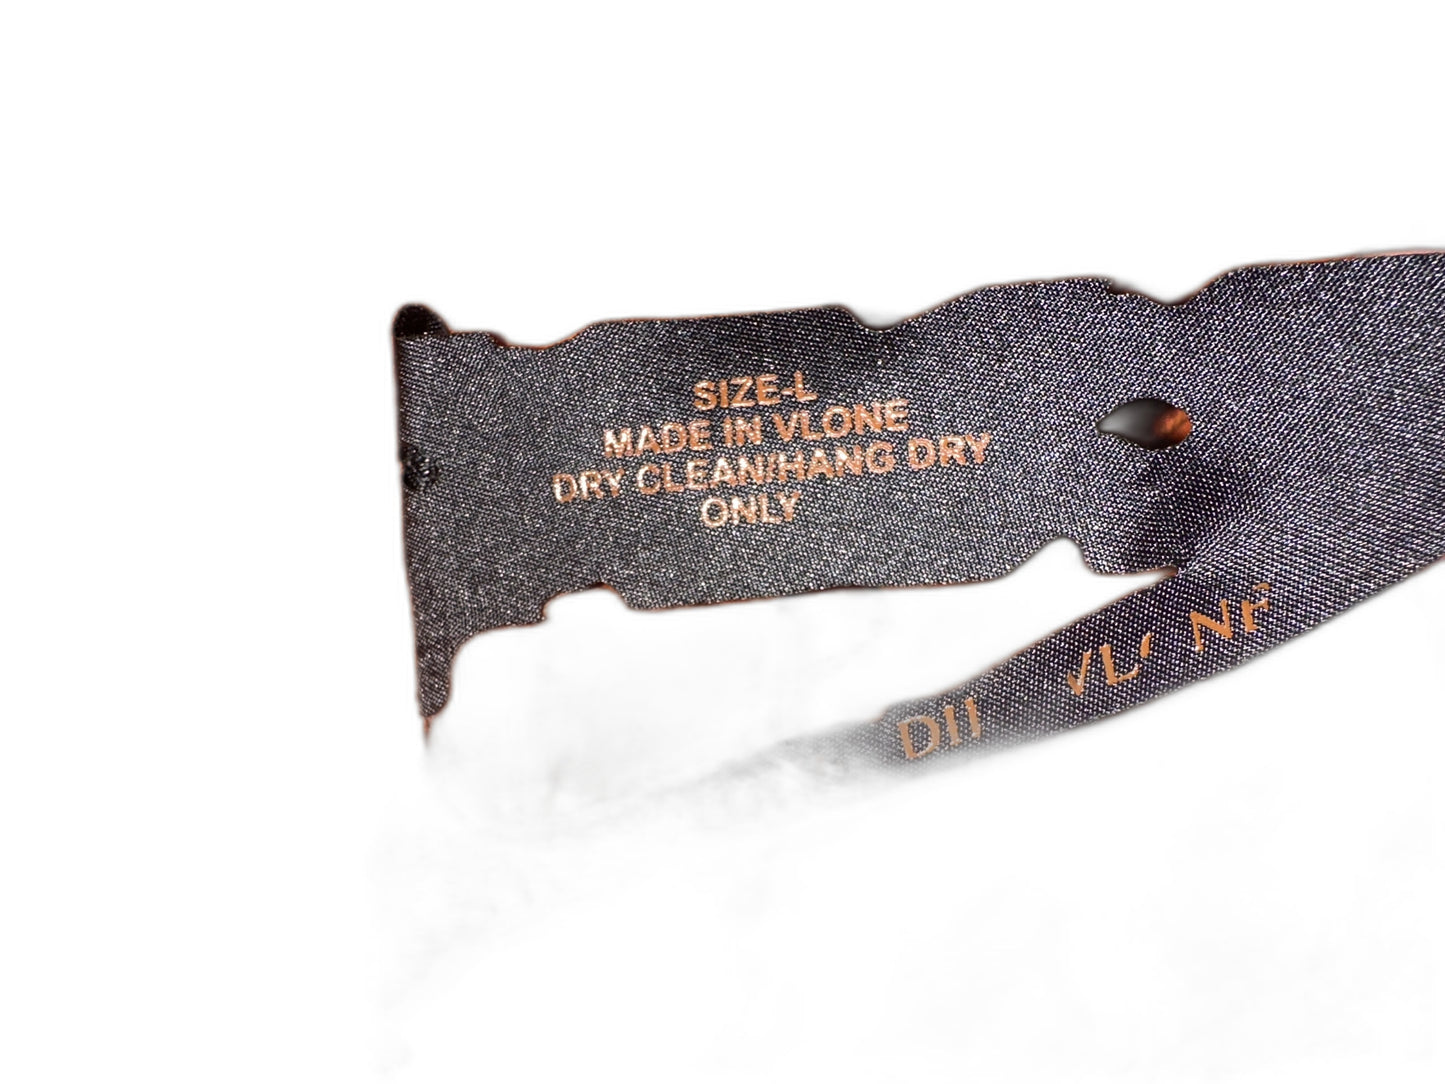 SIZE-L
MADE IN VLONE
DRY CLEAN/HANG DRY
ONLY